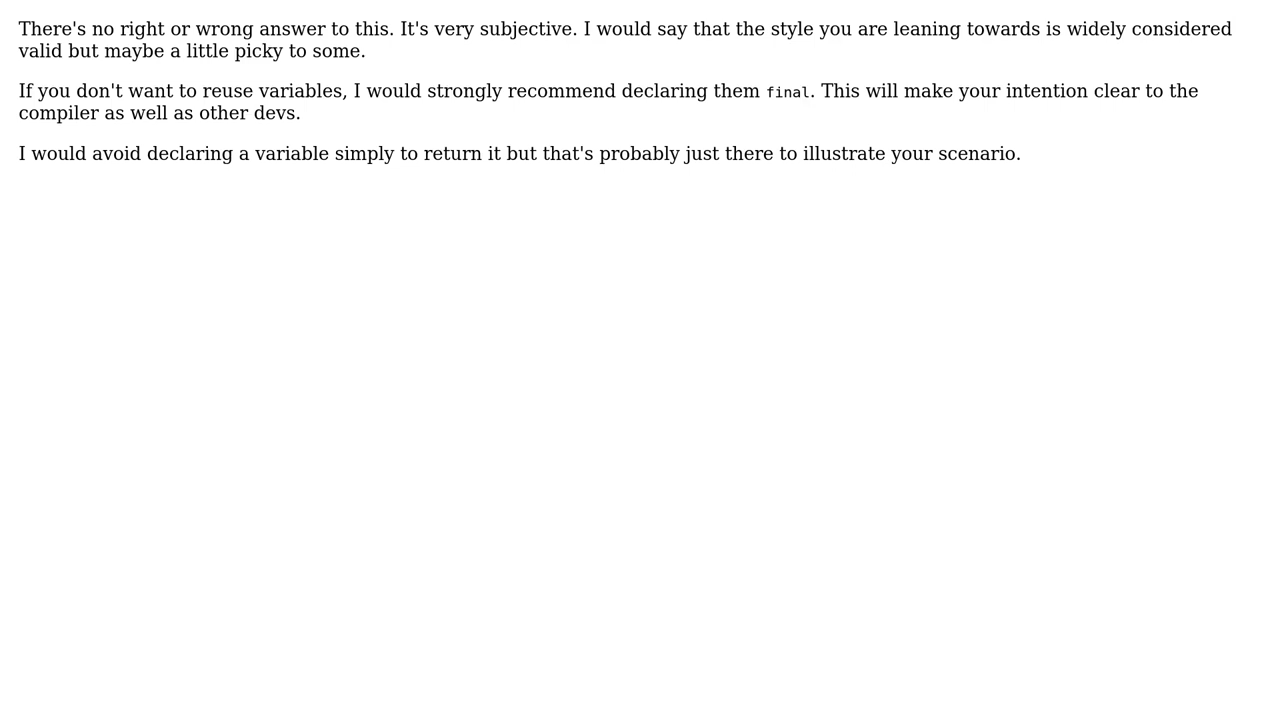 There's no right or wrong answer to this. It's very subjective. I would say that the style you are leaning towards is widely considered
valid but maybe a little picky to some.
If you don't want to reuse variables, I would strongly recommend declaring them final. This will make your intention clear to the
compiler as well as other devs.
I would avoid declaring a variable simply to return it but that's probably just there to illustrate your scenario.